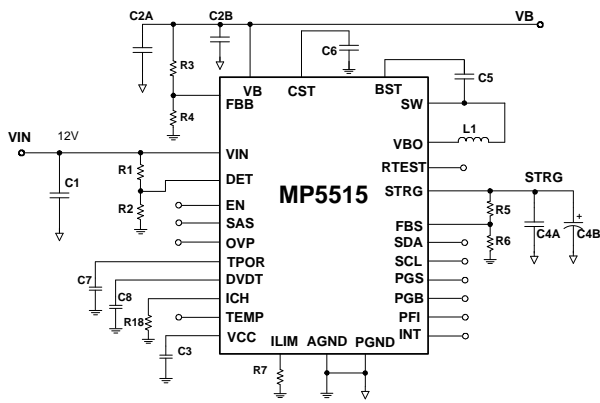 C2A
C2B
VB
C6
R3
VB
CST
BST
C5
FBB
SW
R4
L1
VBO
VIN
12V
VIN
RTEST
R1
DET
MP5515
STRG
STRG
C1
R2
EN
R5
SAS
FBS
C4A
+
C4B
OVP
SDA
R6
TPOR
SCL
C7
DVDT
PGS
C8
ICH
PGB
R18
TEMP
PFI
VCC
ILIM
AGND
PGND
INT
C3
R7